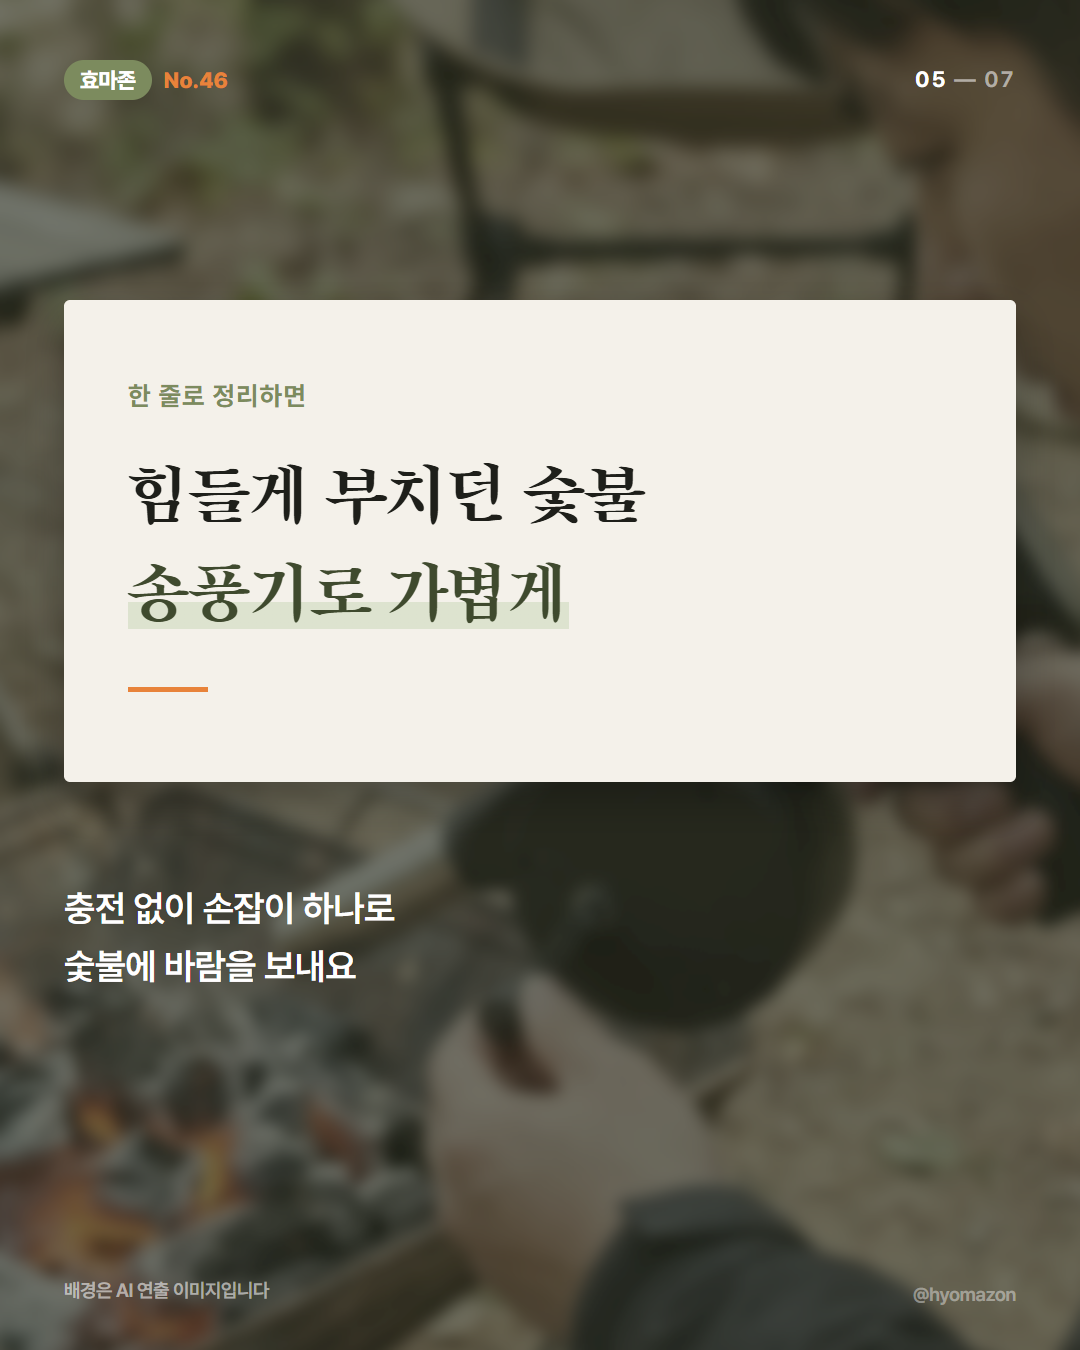 효마존 No.46
05 — 07
한 줄로 정리하면
힘들게 부치던 숯불
송풍기로 가볍게
충전 없이 손잡이 하나로
숯불에 바람을 보내요
배경은 AI 연출 이미지입니다
@hyomazon